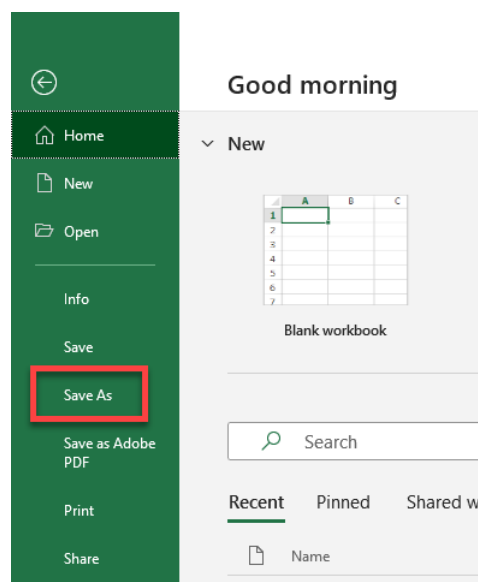 Good morning
Home
New
Open
Info
Save
Save As
Save as Adobe
PDF
Print
Share
New
A B C
1
2
3
4
5
6
7
Blank workbook
Search
Recent Pinned Shared w
Name